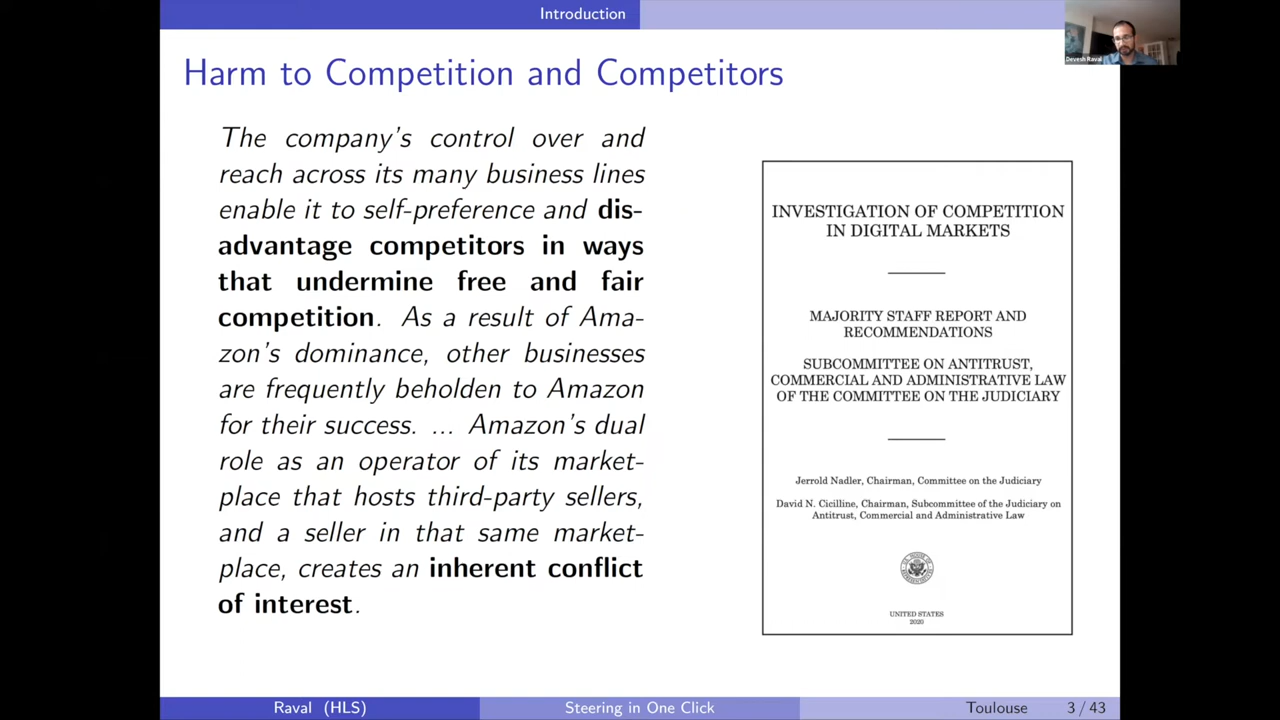 Introduction
Devesh Raval
Harm to Competition and Competitors
The company's control over and
reach across its many business lines
enable it to self-preference and dis-
advantage competitors in ways
that undermine free and fair
competition. As a result of Ama-
zon's dominance, other businesses
are frequently beholden to Amazon
for their success. ... Amazon's dual
role as an operator of its market-
place that hosts third-party sellers,
and a seller in that same market-
place, creates an inherent conflict
of interest.
INVESTIGATION OF COMPETITION
IN DIGITAL MARKETS
MAJORITY STAFF REPORT AND
RECOMMENDATIONS
SUBCOMMITTEE ON ANTITRUST,
COMMERCIAL AND ADMINISTRATIVE LAW
OF THE COMMITTEE ON THE JUDICIARY
Jerrold Nadler, Chairman, Committee on the Judiciary
David N. Cicilline, Chairman, Subcommittee of the Judiciary on
Antitrust, Commercial and Administrative Law
UNITED STATES
2020
Raval (HLS)
Steering in One Click
Toulouse
3 / 43